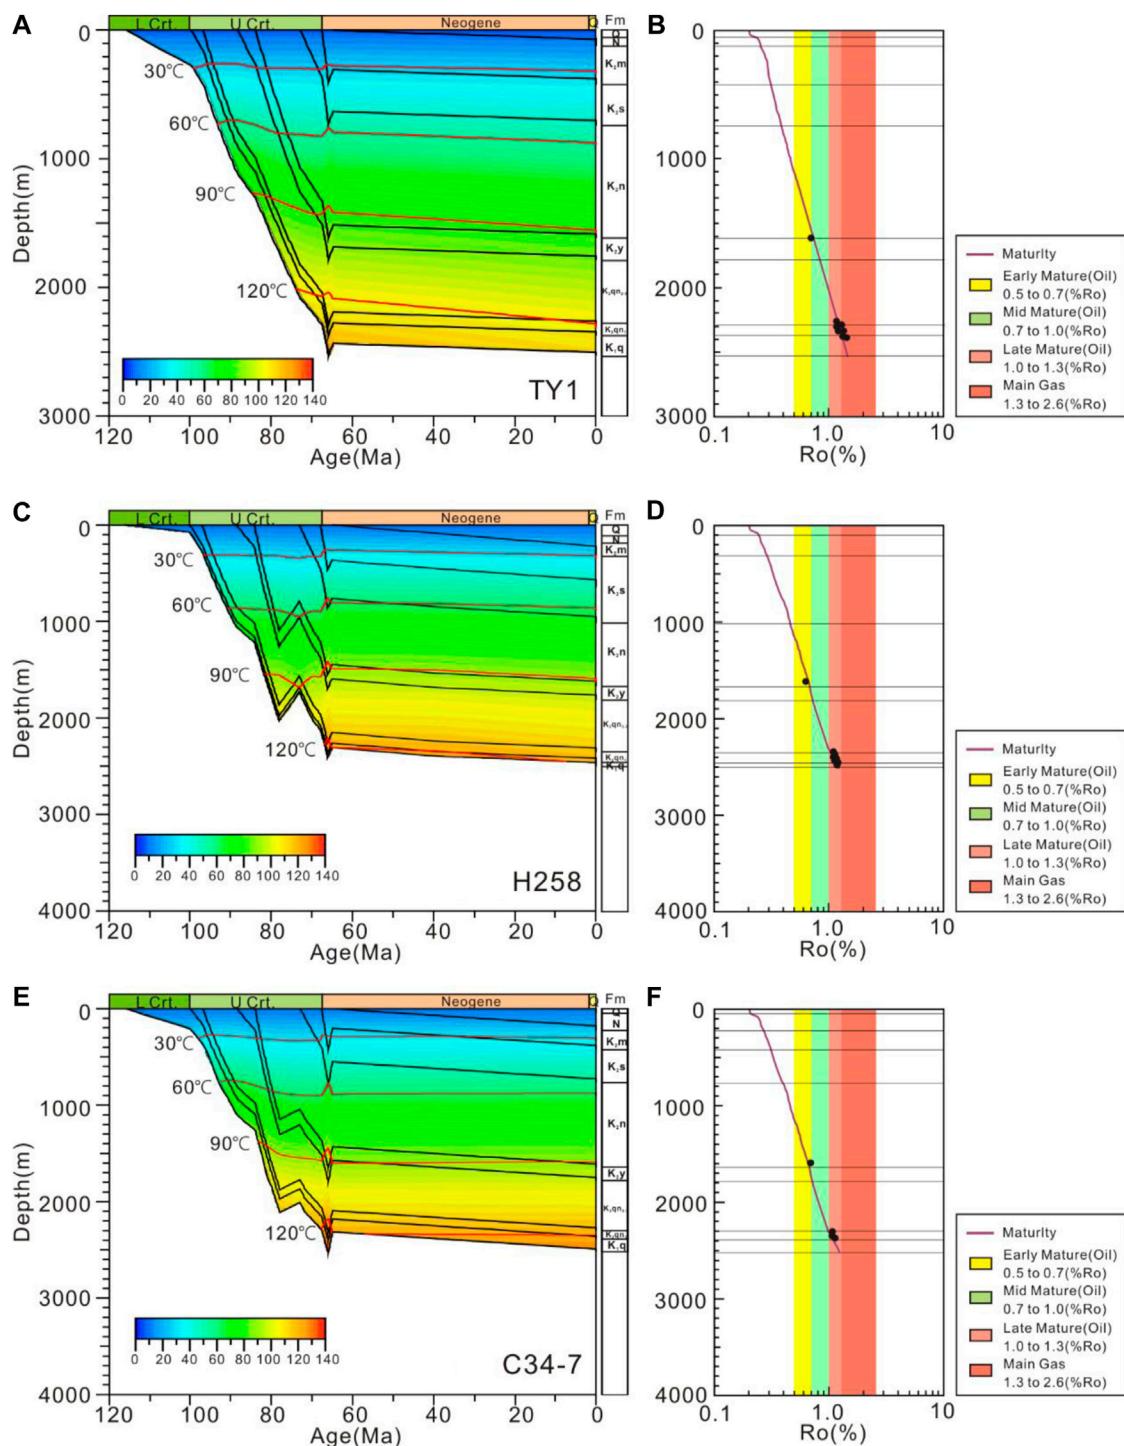 A
L Crt.
U Crt.
Neogene
Q
Fm
0
1000
2000
3000
Depth(m)
30℃
60℃
90℃
120℃
Q
N
K₂m
K₂s
K₂n
K₂y
K₁q
0 20 40 60 80 100 120 140
TY1
120 100 80 60 40 20 0
Age(Ma)
B
0
1000
2000
3000
0.1 1.0 10
Ro(%)
Maturity
Early Mature(Oil)
0.5 to 0.7(%Ro)
Mid Mature(Oil)
0.7 to 1.0(%Ro)
Late Mature(Oil)
1.0 to 1.3(%Ro)
Main Gas
1.3 to 2.6(%Ro)
C
L Crt.
U Crt.
Neogene
Q
Fm
0
1000
2000
3000
4000
Depth(m)
30℃
60℃
90℃
120℃
Q
N
K₂m
K₂s
K₂n
K₂y
K₁q
0 20 40 60 80 100 120 140
H258
120 100 80 60 40 20 0
Age(Ma)
D
0
1000
2000
3000
4000
0.1 1.0 10
Ro(%)
Maturity
Early Mature(Oil)
0.5 to 0.7(%Ro)
Mid Mature(Oil)
0.7 to 1.0(%Ro)
Late Mature(Oil)
1.0 to 1.3(%Ro)
Main Gas
1.3 to 2.6(%Ro)
E
L Crt.
U Crt.
Neogene
Q
Fm
0
1000
2000
3000
4000
Depth(m)
30℃
60℃
90℃
120℃
Q
N
K₂m
K₂s
K₂n
K₂y
K₁q
0 20 40 60 80 100 120 140
C34-7
120 100 80 60 40 20 0
Age(Ma)
F
0
1000
2000
3000
4000
0.1 1.0 10
Ro(%)
Maturity
Early Mature(Oil)
0.5 to 0.7(%Ro)
Mid Mature(Oil)
0.7 to 1.0(%Ro)
Late Mature(Oil)
1.0 to 1.3(%Ro)
Main Gas
1.3 to 2.6(%Ro)